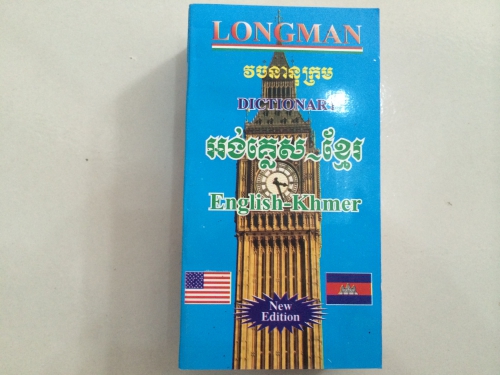 LONGMAN
វចនានុក្រម
DICTIONARY
អង់គ្លេស_ខ្មែរ
English-Khmer
New
Edition